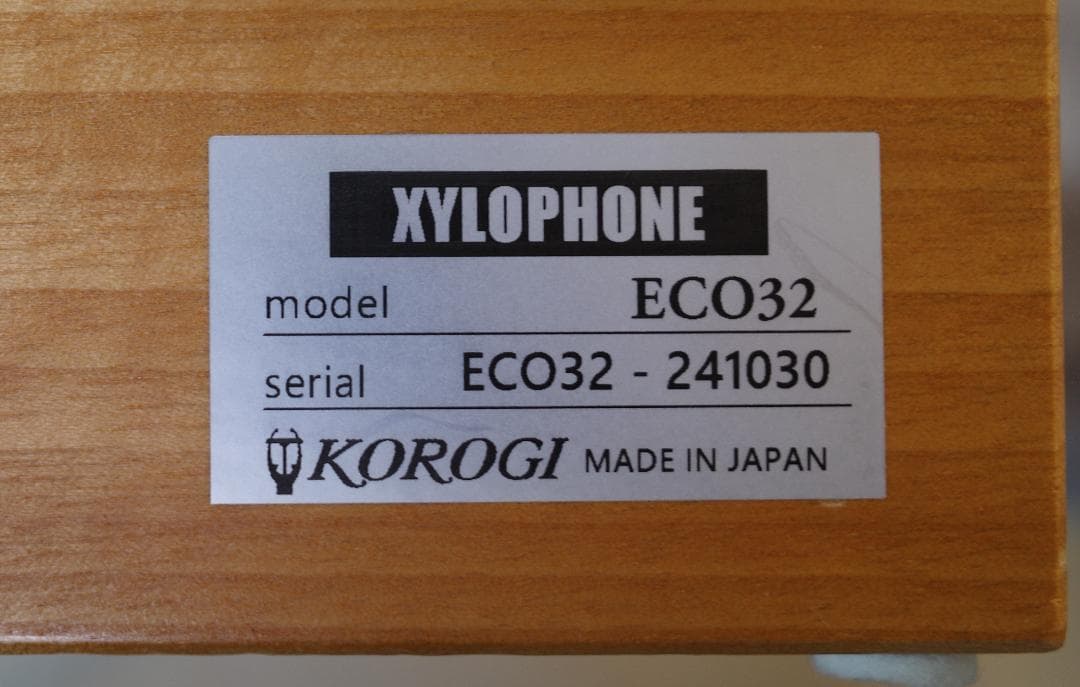 XYLOPHONE
model ECO32
serial ECO32 - 241030
KOROGI MADE IN JAPAN